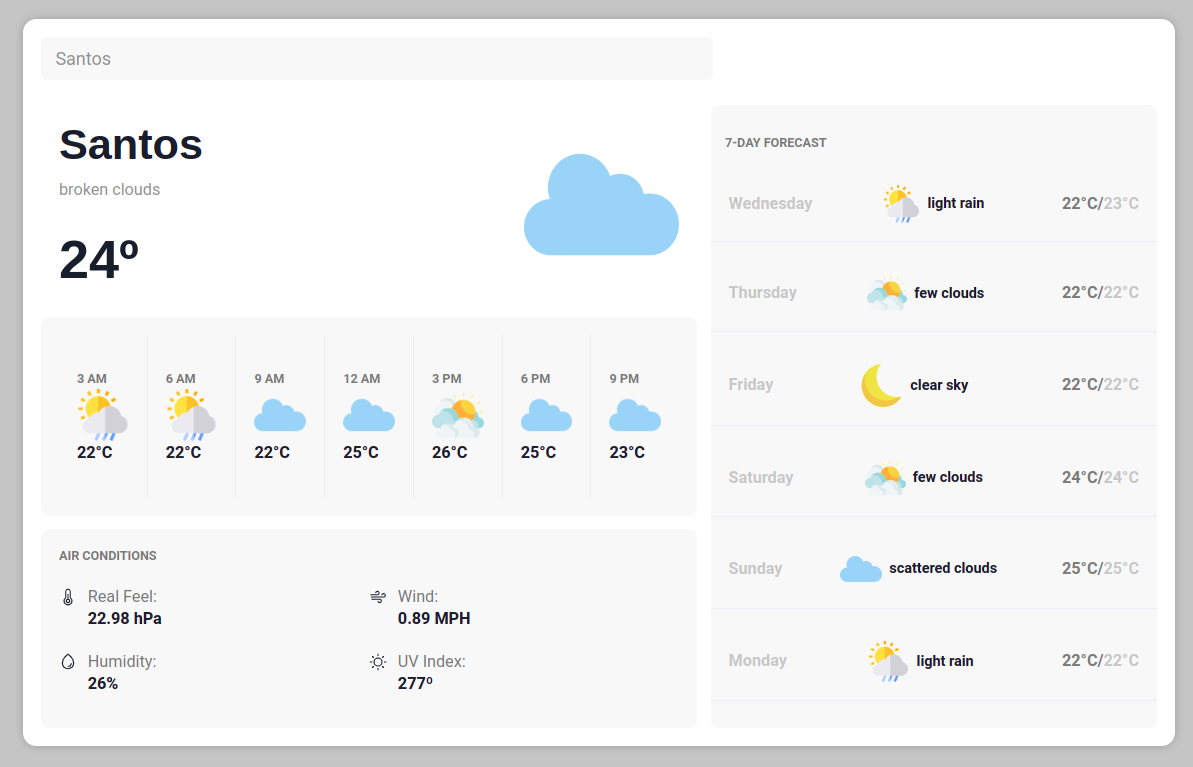 Santos
Santos
broken clouds
24º
3 AM 6 AM 9 AM 12 AM 3 PM 6 PM 9 PM
22°C 22°C 22°C 25°C 26°C 25°C 23°C
AIR CONDITIONS
Real Feel: Wind:
22.98 hPa 0.89 MPH
Humidity: UV Index:
26% 277º
7-DAY FORECAST
Wednesday light rain 22°C/23°C
Thursday few clouds 22°C/22°C
Friday clear sky 22°C/22°C
Saturday few clouds 24°C/24°C
Sunday scattered clouds 25°C/25°C
Monday light rain 22°C/22°C